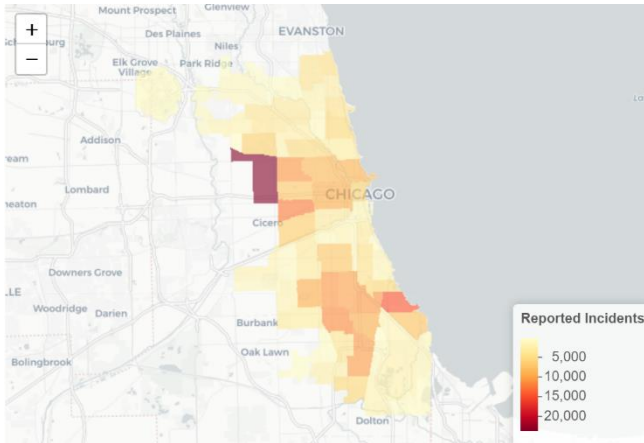 Mount Prospect
Glenview
+
EVANSTON
Des Plaines
Niles
−
Elk Grove
Village
Park Ridge
Addison
Lombard
CHICAGO
Cicero
Downers Grove
Woodridge
Darien
Burbank
Bolingbrook
Oak Lawn
Dolton
Reported Incidents
5,000
10,000
15,000
20,000